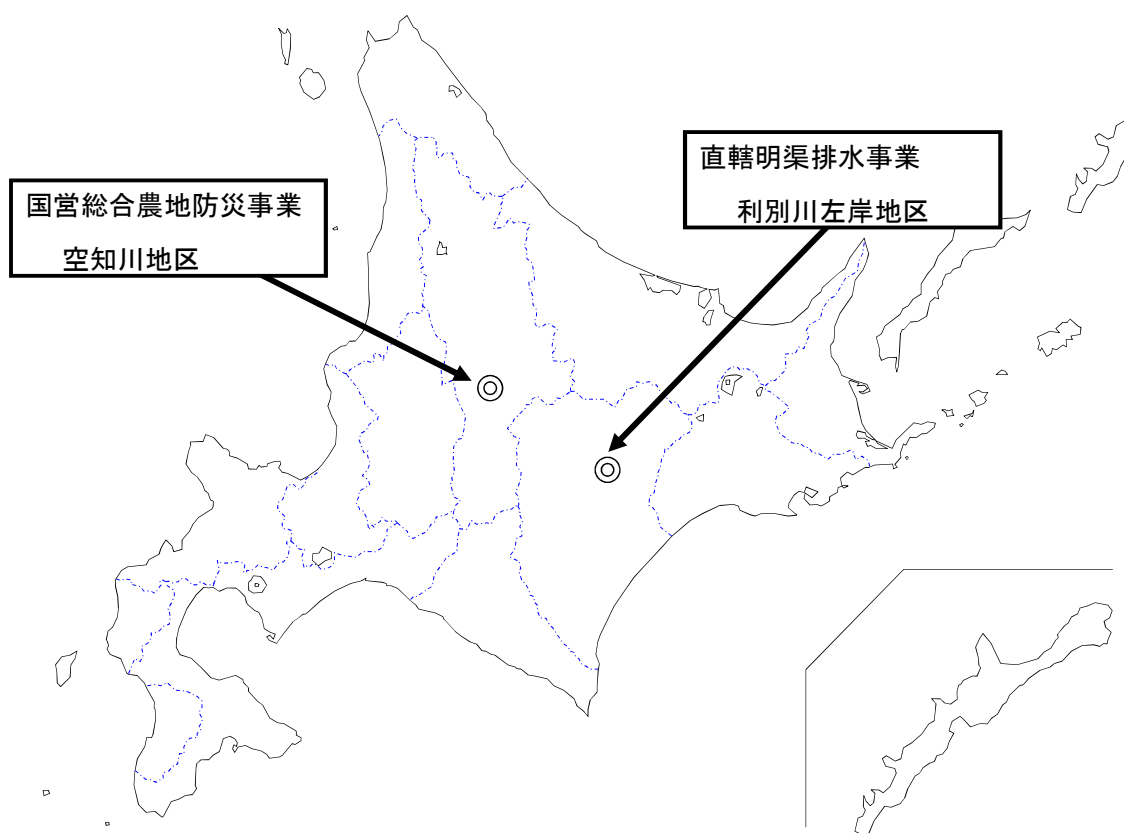 国営総合農地防災事業
空知川地区
直轄明渠排水事業
利別川左岸地区